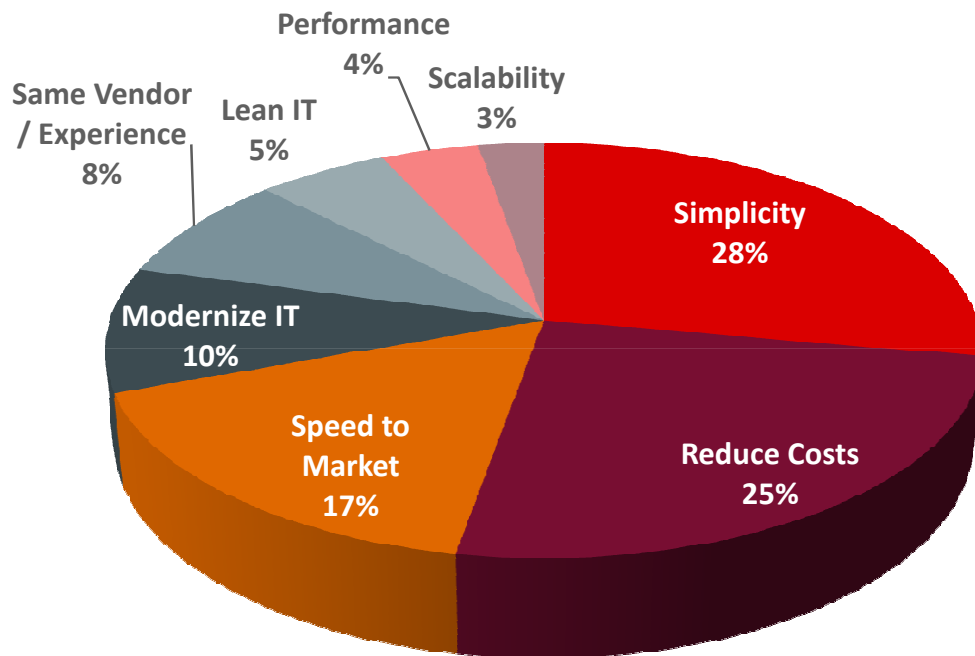 Performance
4%
Scalability
3%
Same Vendor
/ Experience
8%
Lean IT
5%
Simplicity
28%
Modernize IT
10%
Speed to
Market
17%
Reduce Costs
25%